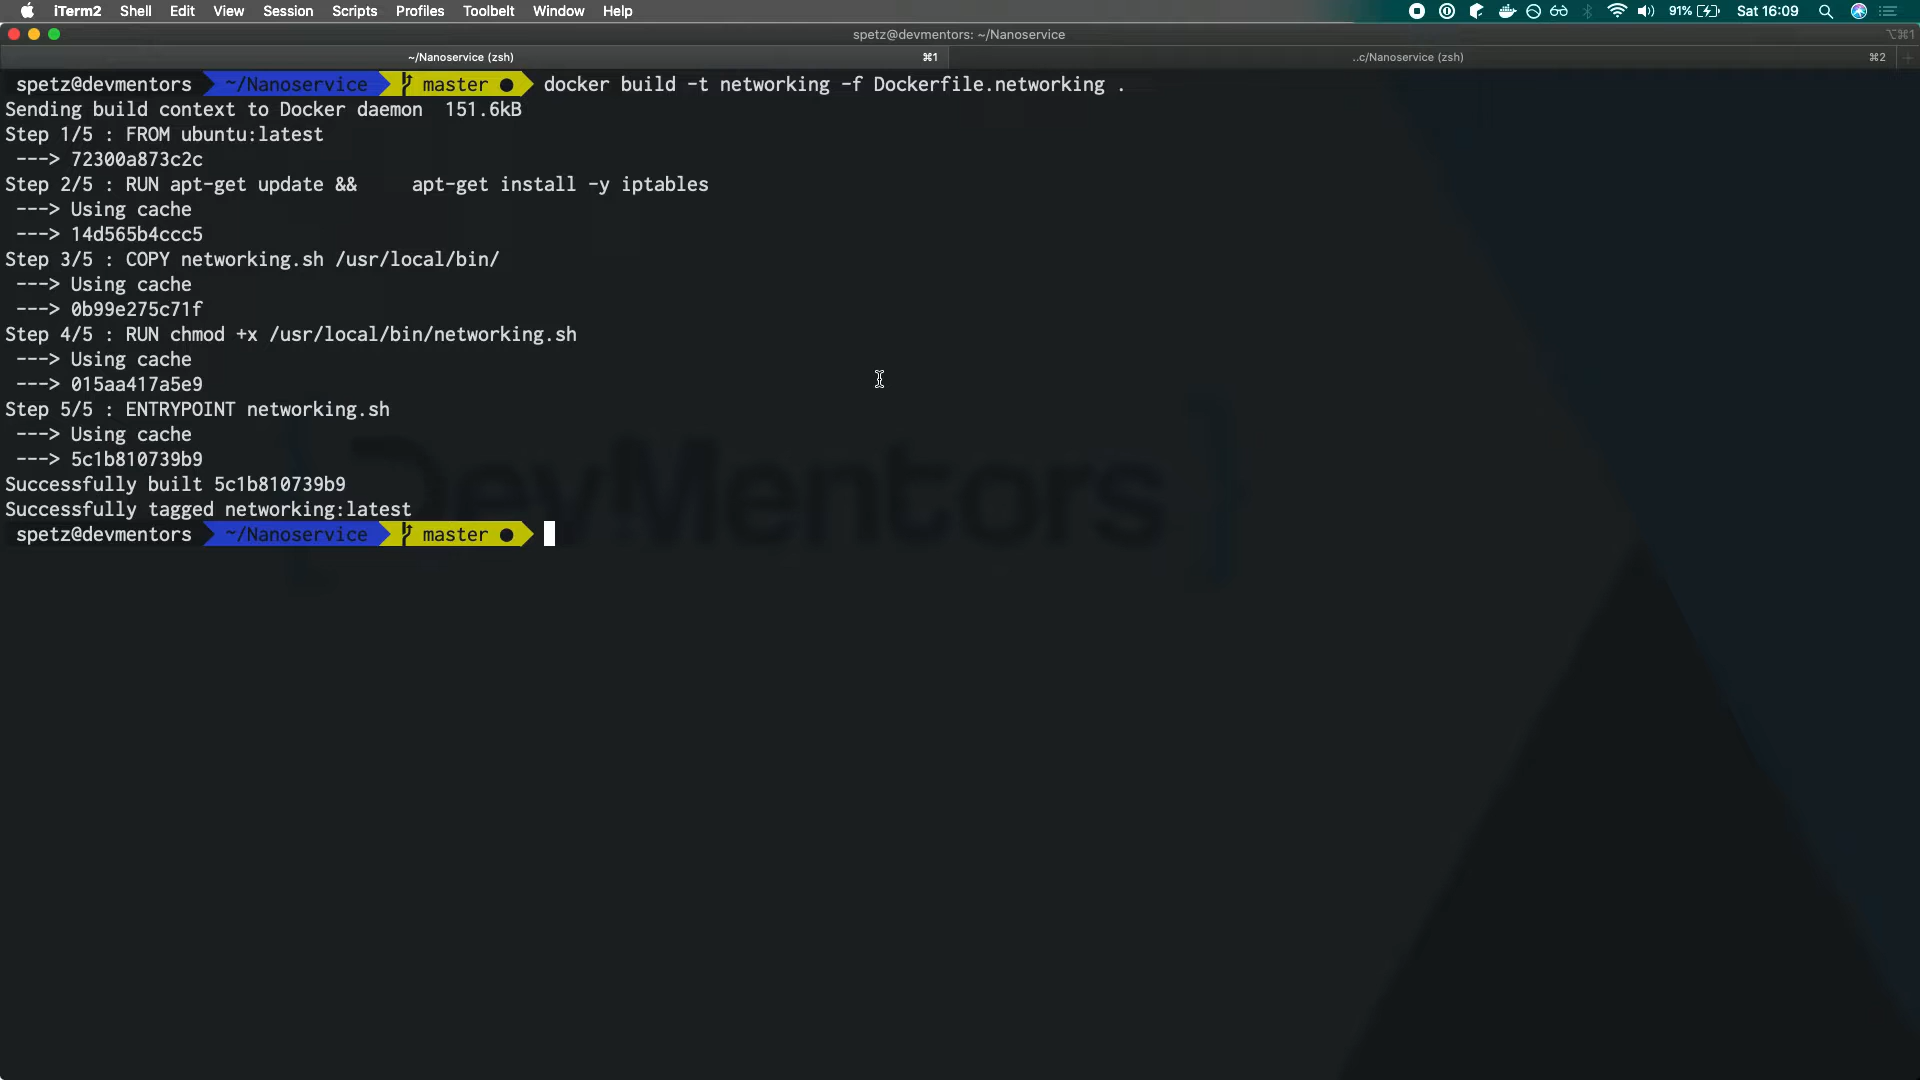 iTerm2 Shell Edit View Session Scripts Profiles Toolbelt Window Help 91% Sat 16:09
spetz@devmentors: ~/Nanoservice ⌥⌘1
~/Nanoservice (zsh) ⌘1 ..c/Nanoservice (zsh) ⌘2
spetz@devmentors ~/Nanoservice master ● docker build -t networking -f Dockerfile.networking .
Sending build context to Docker daemon  151.6kB
Step 1/5 : FROM ubuntu:latest
 ---> 72300a873c2c
Step 2/5 : RUN apt-get update &&     apt-get install -y iptables
 ---> Using cache
 ---> 14d565b4ccc5
Step 3/5 : COPY networking.sh /usr/local/bin/
 ---> Using cache
 ---> 0b99e275c71f
Step 4/5 : RUN chmod +x /usr/local/bin/networking.sh
 ---> Using cache
 ---> 015aa417a5e9
Step 5/5 : ENTRYPOINT networking.sh
 ---> Using cache
 ---> 5c1b810739b9
Successfully built 5c1b810739b9
Successfully tagged networking:latest
spetz@devmentors ~/Nanoservice master ●
{ DevMentors }